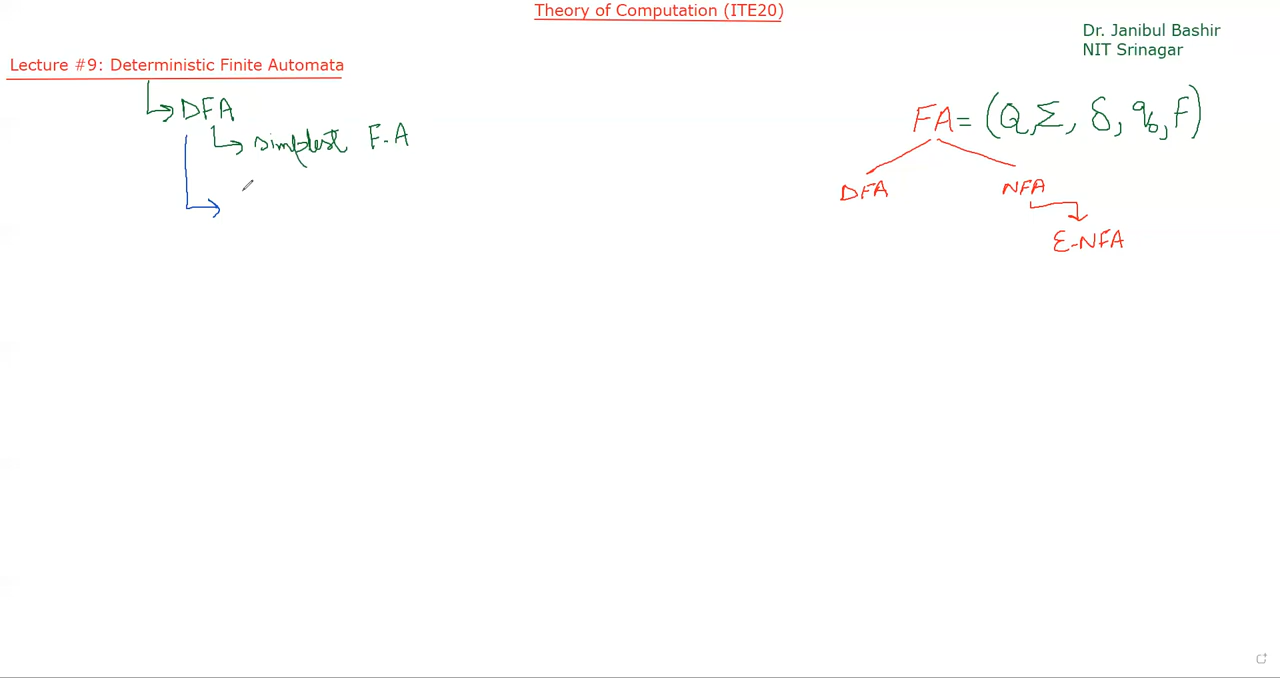 Theory of Computation (ITE20)
Dr. Janibul Bashir
NIT Srinagar
Lecture #9: Deterministic Finite Automata
DFA
simplest F.A
FA = (Q, Σ, δ, q₀, F)
DFA
NFA
ε-NFA